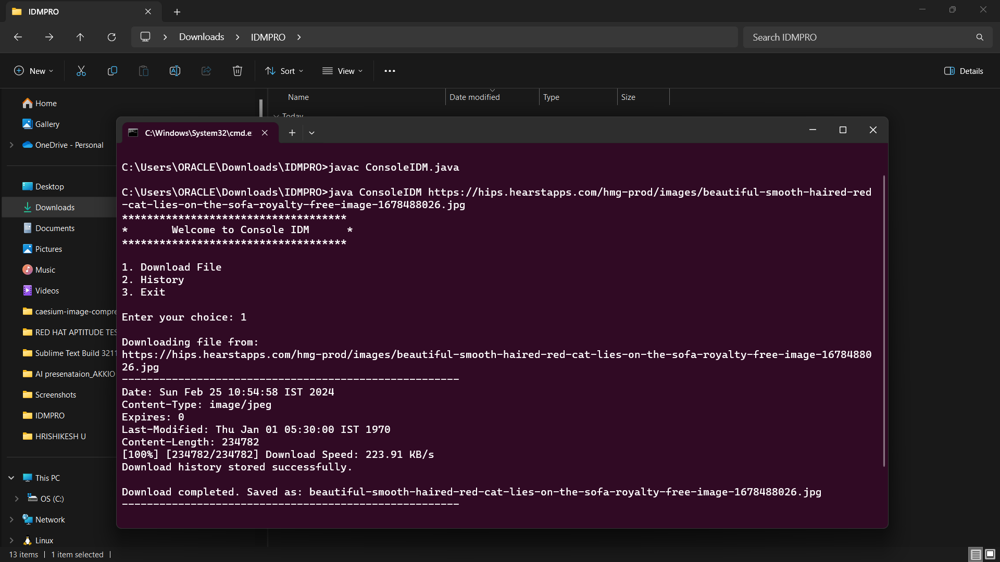 IDMPRO
Downloads > IDMPRO >
Search IDMPRO
New
Sort
View
Details
Name
Date modified
Type
Size
Today
Home
Gallery
OneDrive - Personal
Desktop
Downloads
Documents
Pictures
Music
Videos
caesium-image-compre
RED HAT APTITUDE TES
Sublime Text Build 3211
AI presenataion_AKKIO
Screenshots
IDMPRO
HRISHIKESH U
This PC
OS (C:)
Network
Linux
13 items | 1 item selected |
C:\Windows\System32\cmd.e
C:\Users\ORACLE\Downloads\IDMPRO>javac ConsoleIDM.java
C:\Users\ORACLE\Downloads\IDMPRO>java ConsoleIDM https://hips.hearstapps.com/hmg-prod/images/beautiful-smooth-haired-red
-cat-lies-on-the-sofa-royalty-free-image-1678488026.jpg
************************************
* Welcome to Console IDM *
************************************
1. Download File
2. History
3. Exit
Enter your choice: 1
Downloading file from:
https://hips.hearstapps.com/hmg-prod/images/beautiful-smooth-haired-red-cat-lies-on-the-sofa-royalty-free-image-16784880
26.jpg
------------------------------------------------------
Date: Sun Feb 25 10:54:58 IST 2024
Content-Type: image/jpeg
Expires: 0
Last-Modified: Thu Jan 01 05:30:00 IST 1970
Content-Length: 234782
[100%] [234782/234782] Download Speed: 223.91 KB/s
Download history stored successfully.
Download completed. Saved as: beautiful-smooth-haired-red-cat-lies-on-the-sofa-royalty-free-image-1678488026.jpg
------------------------------------------------------